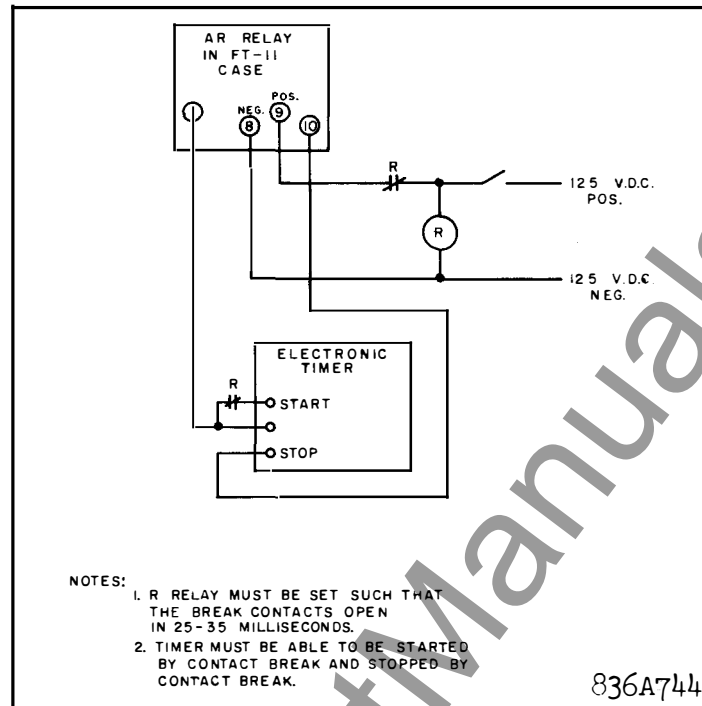 AR RELAY
IN FT-11
CASE
POS.
NEG.
8
9
10
R
125 V.D.C.
POS.
R
125 V.D.C.
NEG.
ELECTRONIC
TIMER
R
START
STOP
NOTES:
1. R RELAY MUST BE SET SUCH THAT
THE BREAK CONTACTS OPEN
IN 25-35 MILLISECONDS.
2. TIMER MUST BE ABLE TO BE STARTED
BY CONTACT BREAK AND STOPPED BY
CONTACT BREAK.
836A744